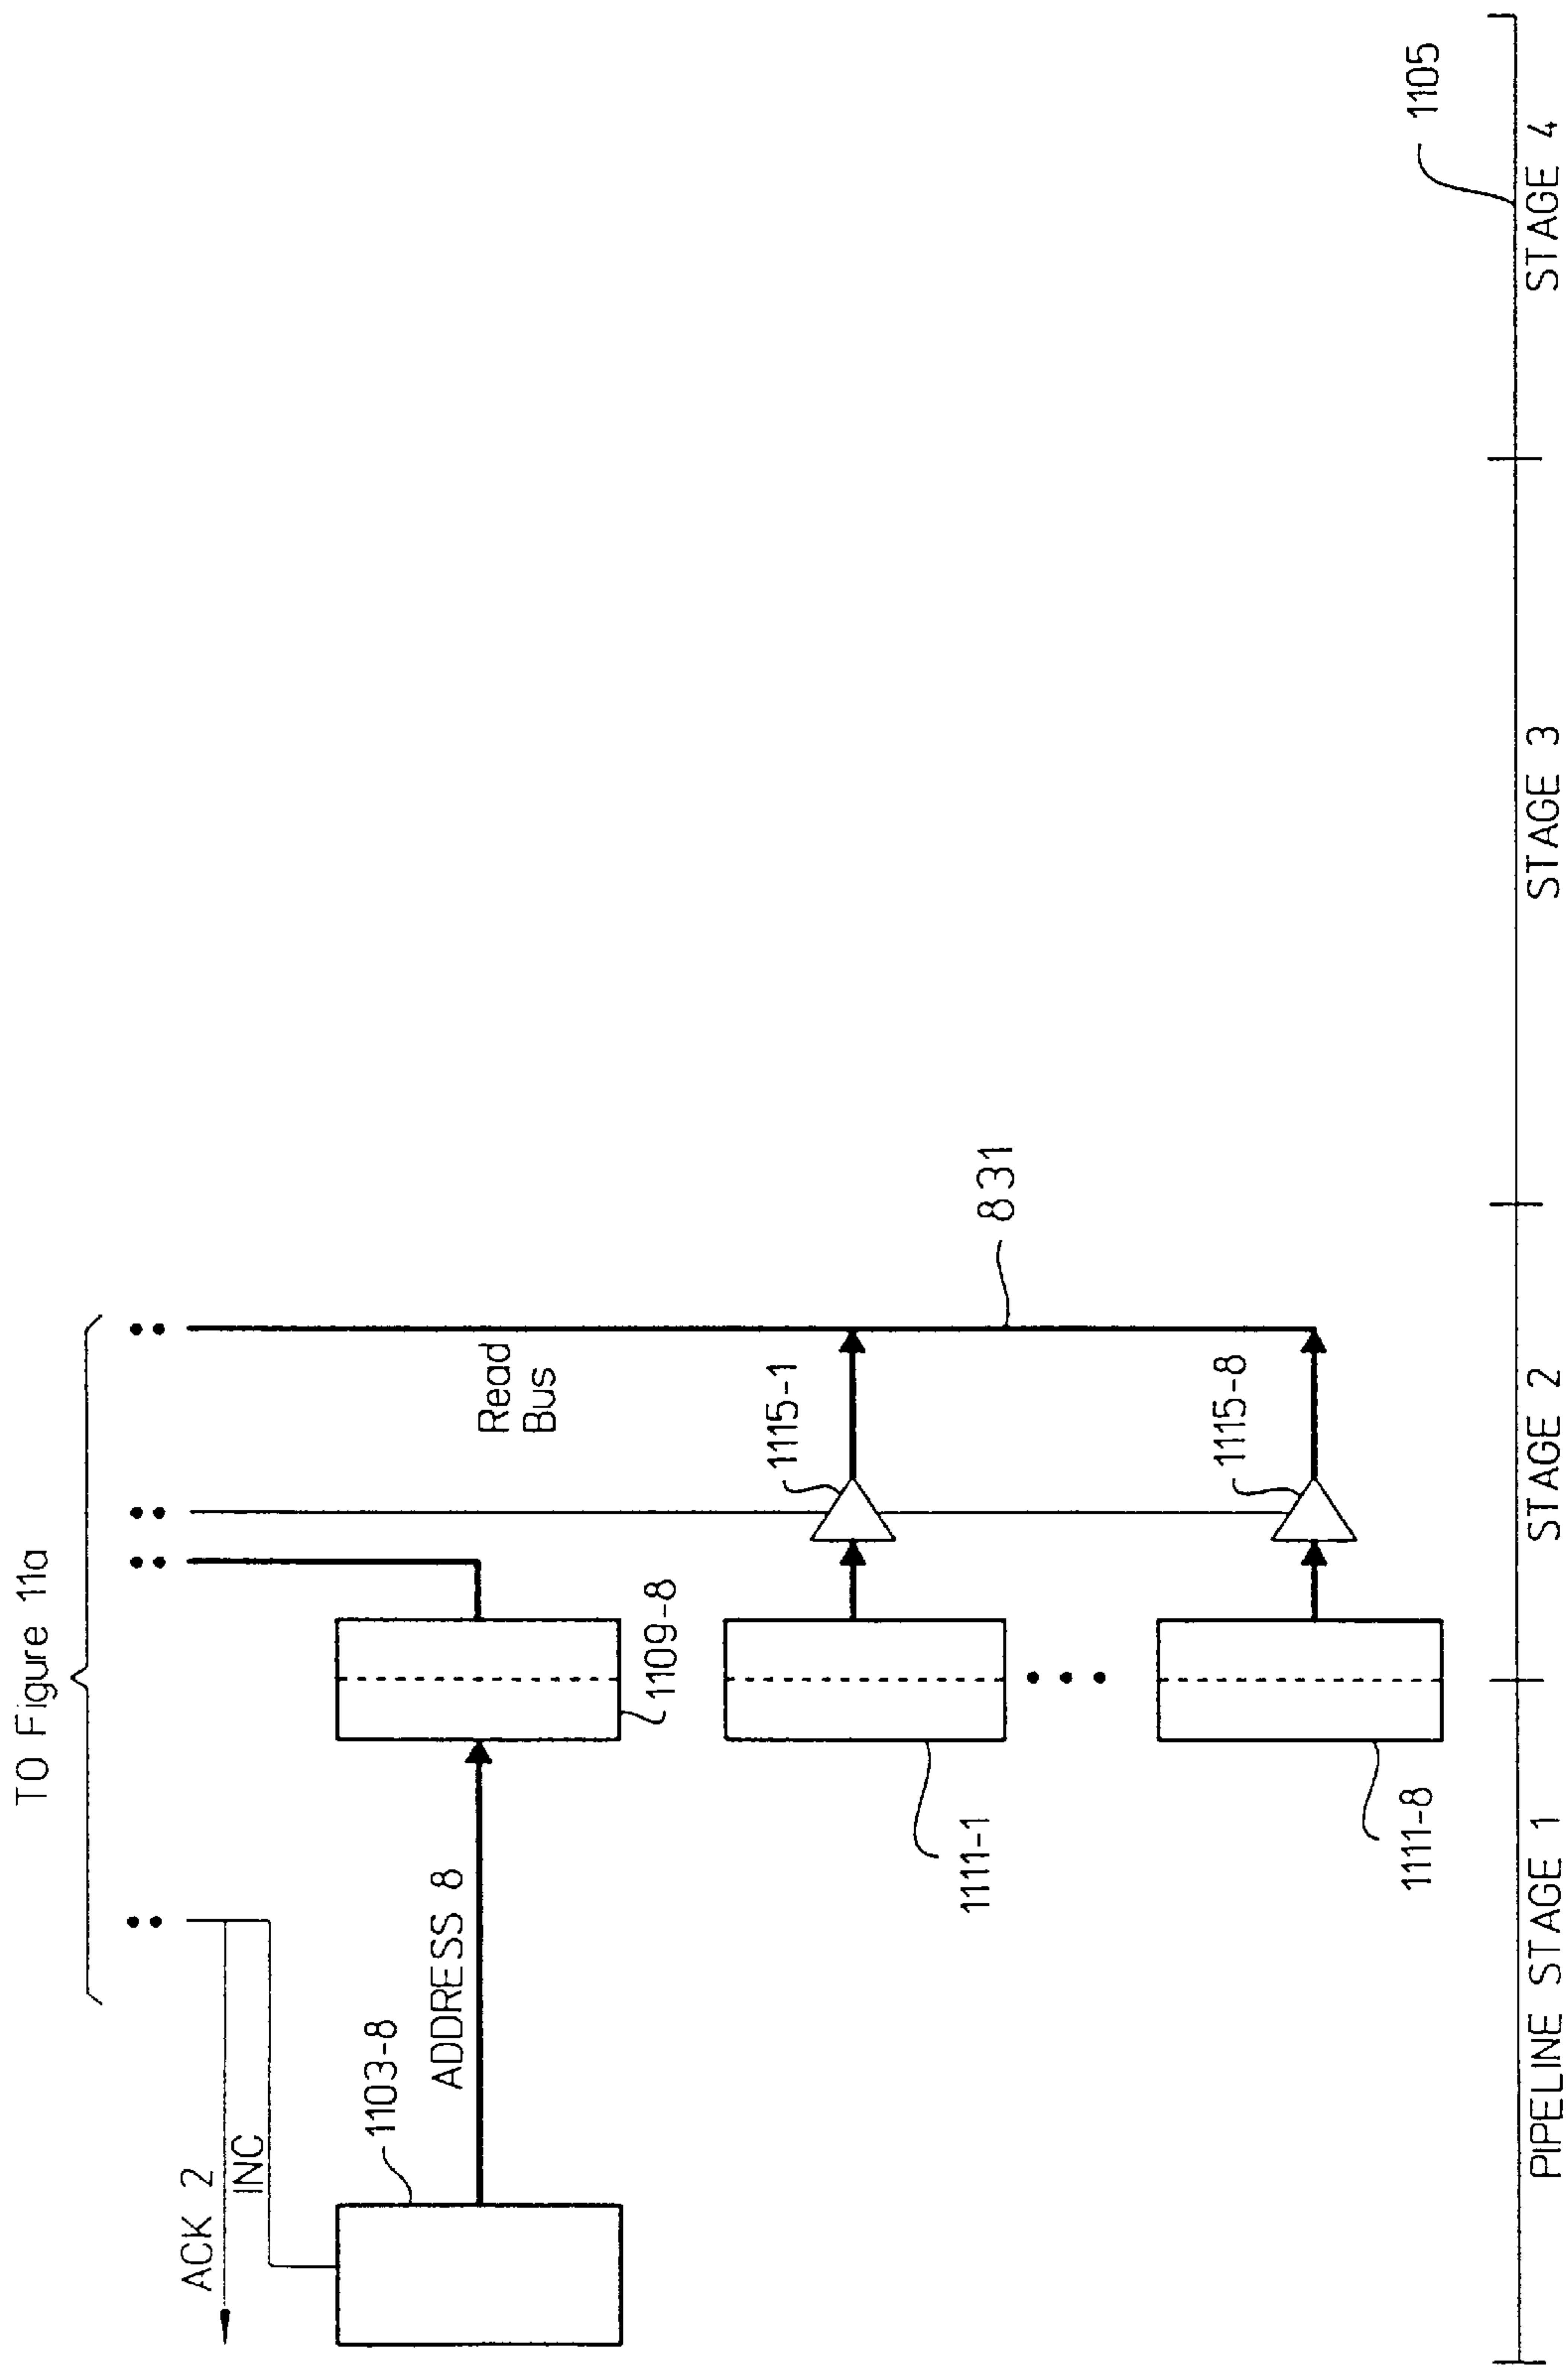 TO Figure 11a
ACK 2
INC
1103-8
ADDRESS 8
1109-8
Read
Bus
1115-1
831
1111-1
1115-8
1111-8
1105
PIPELINE STAGE 1
STAGE 2
STAGE 3
STAGE 4